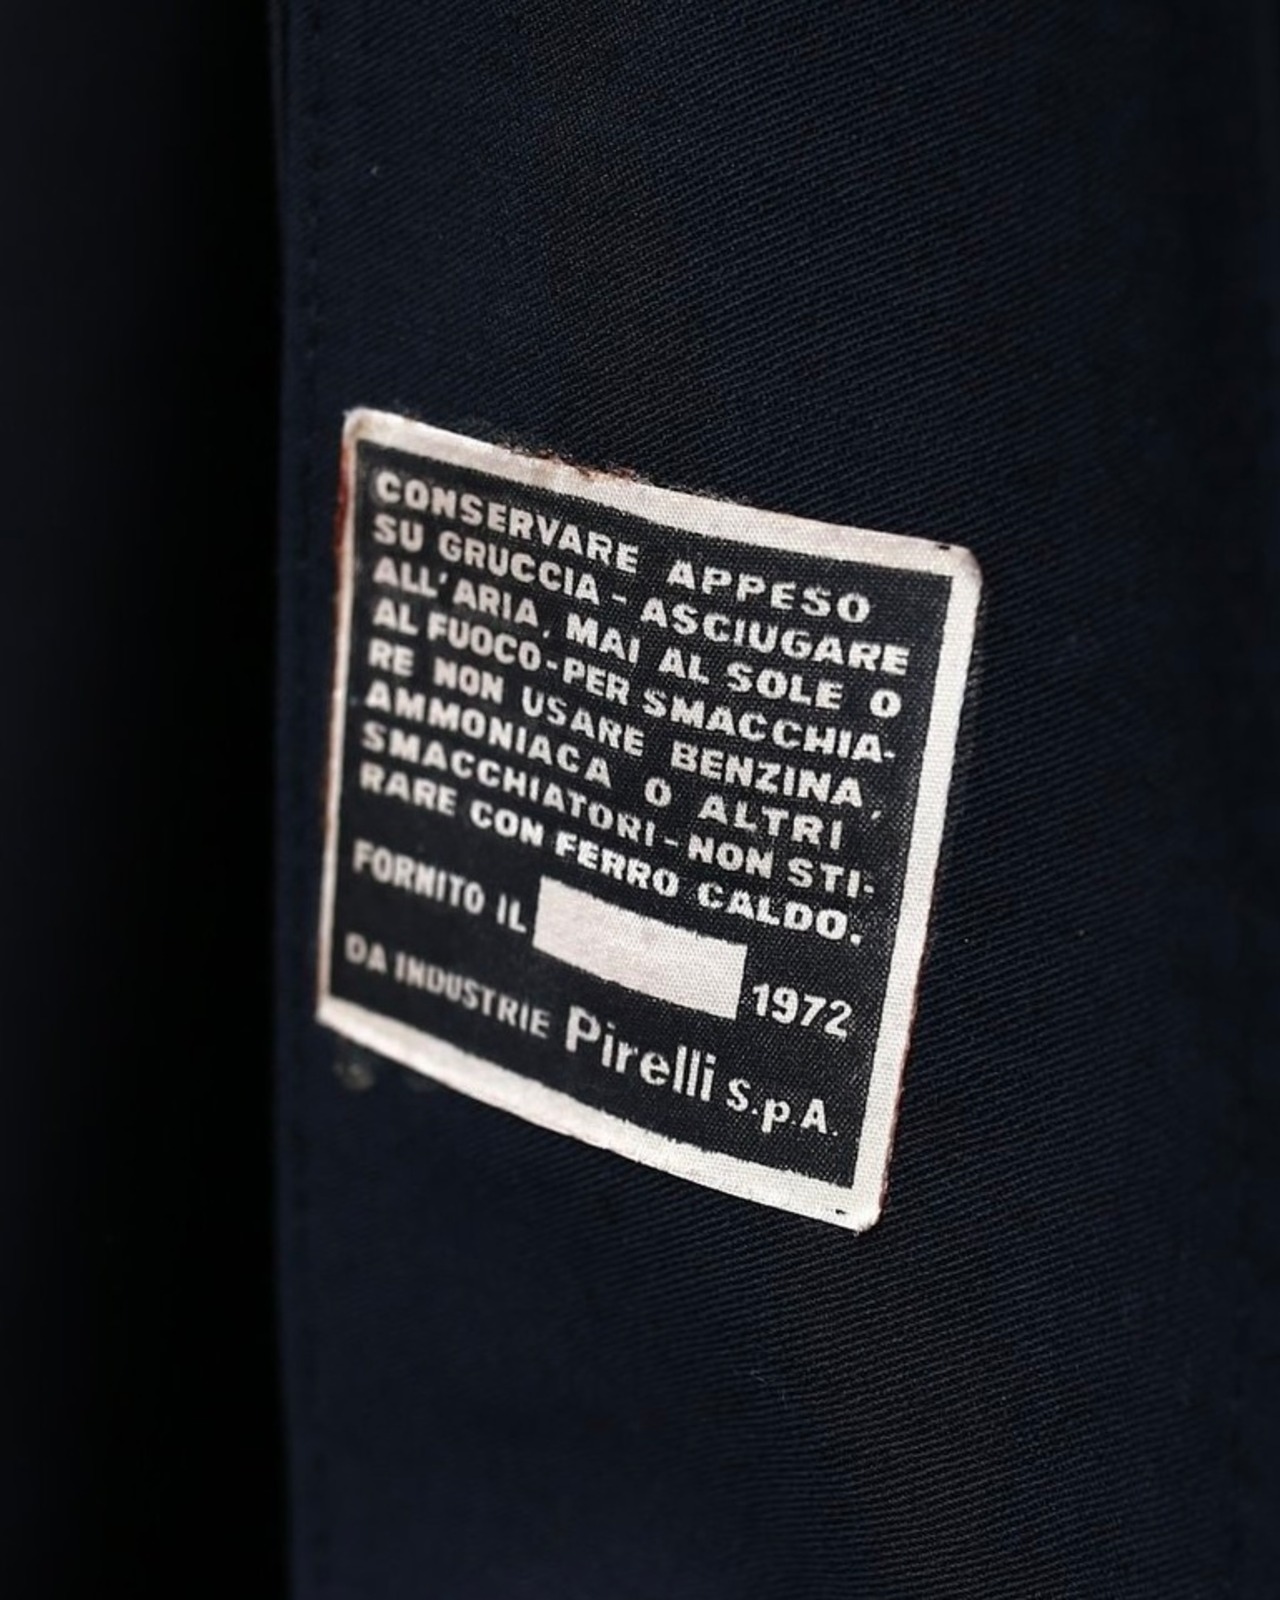 CONSERVARE APPESO
SU GRUCCIA - ASCIUGARE
ALL'ARIA, MAI AL SOLE O
AL FUOCO - PER SMACCHIA-
RE NON USARE BENZINA,
AMMONIACA O ALTRI
SMACCHIATORI - NON STI-
RARE CON FERRO CALDO.
FORNITO IL 1972
DA INDUSTRIE Pirelli S.p.A.